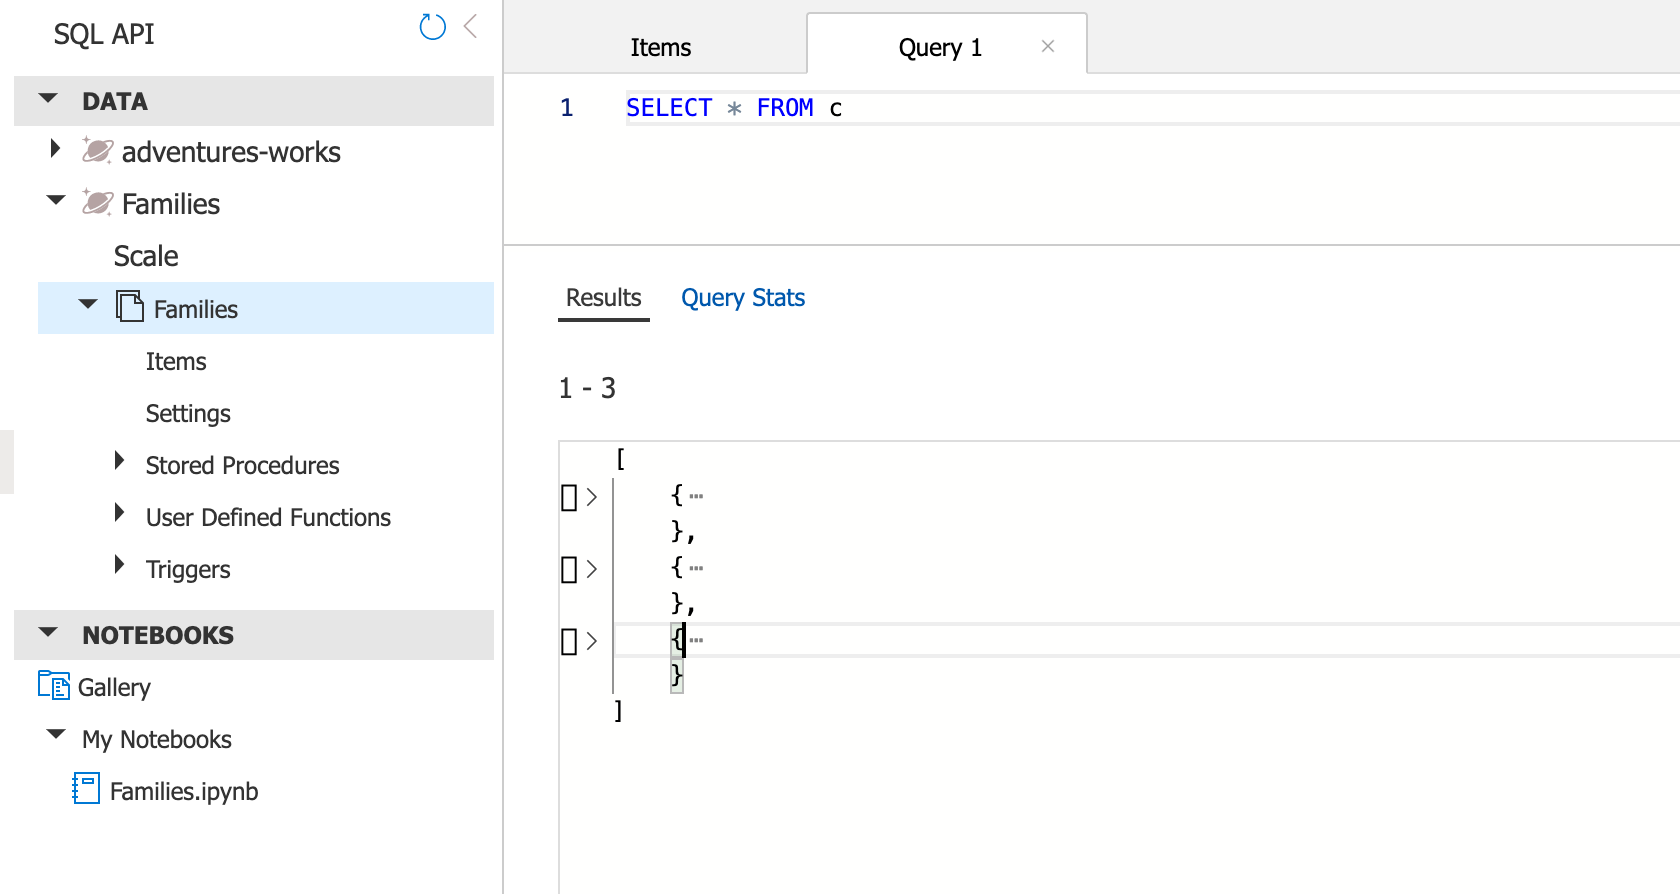 SQL API
DATA
adventures-works
Families
Scale
Families
Items
Settings
Stored Procedures
User Defined Functions
Triggers
NOTEBOOKS
Gallery
My Notebooks
Families.ipynb
Items
Query 1
1 SELECT * FROM c
Results Query Stats
1 - 3
[
{…
},
{…
},
{…
}
]